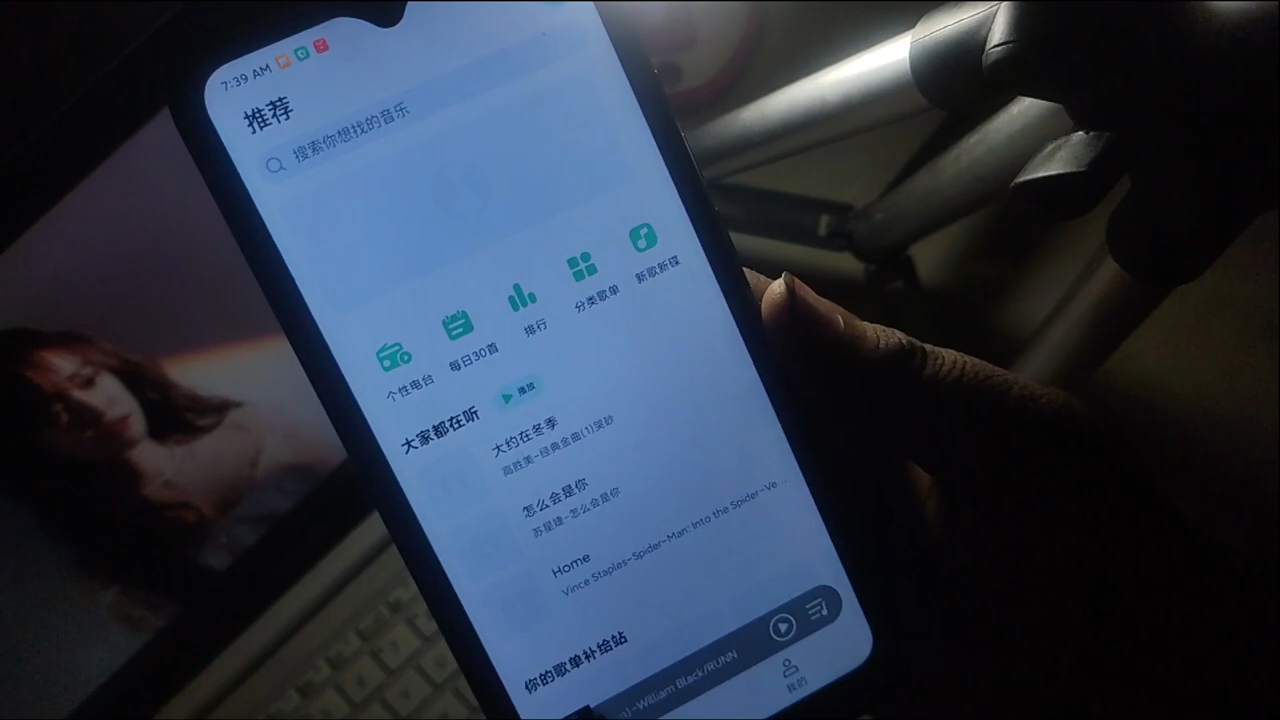 7:39 AM
推荐
搜索你想找的音乐
个性电台
每日30首
排行
分类歌单
新歌新碟
大家都在听
播放
大约在冬季
高胜美-经典金曲(1)哭砂
怎么会是你
苏星婕-怎么会是你
Home
Vince Staples-Spider-Man: Into the Spider-Ve...
你的歌单补给站
)-William Black/RUNN
我的